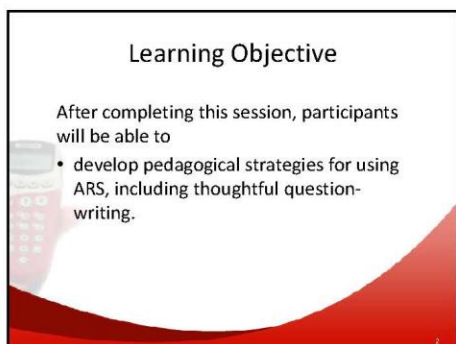 Learning Objective
After completing this session, participants
will be able to
• develop pedagogical strategies for using
ARS, including thoughtful question-
writing.
2